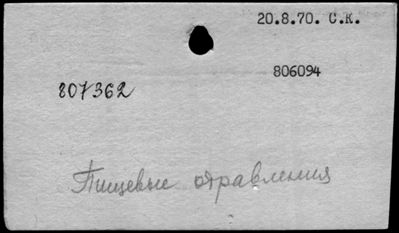 20.8.70. С.К.
806094
807362
Пищевые отравления